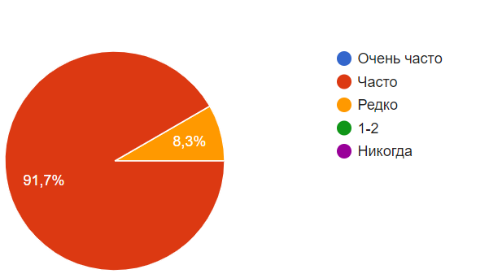 Очень часто
Часто
Редко
1-2
Никогда
8,3%
91,7%